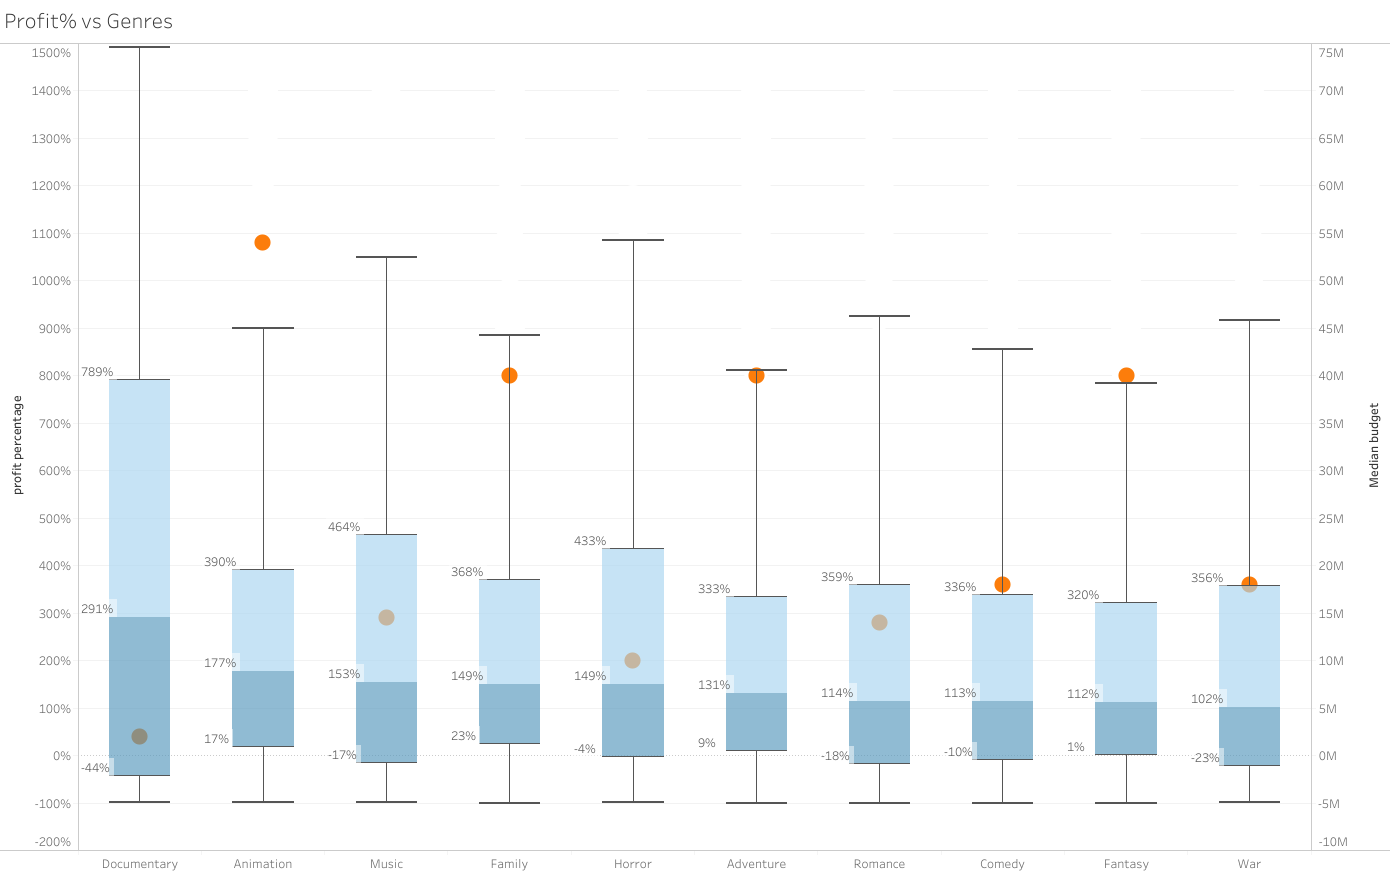 Profit% vs Genres
1500%
1400%
1300%
1200%
1100%
1000%
900%
800%
700%
600%
500%
400%
300%
200%
100%
0%
-100%
-200%
profit percentage
789%
291%
-44%
390%
177%
17%
464%
153%
-17%
368%
149%
23%
433%
149%
-4%
333%
131%
9%
359%
114%
-18%
336%
113%
-10%
320%
112%
1%
356%
102%
-23%
75M
70M
65M
60M
55M
50M
45M
40M
35M
30M
25M
20M
15M
10M
5M
0M
-5M
-10M
Median budget
Documentary
Animation
Music
Family
Horror
Adventure
Romance
Comedy
Fantasy
War